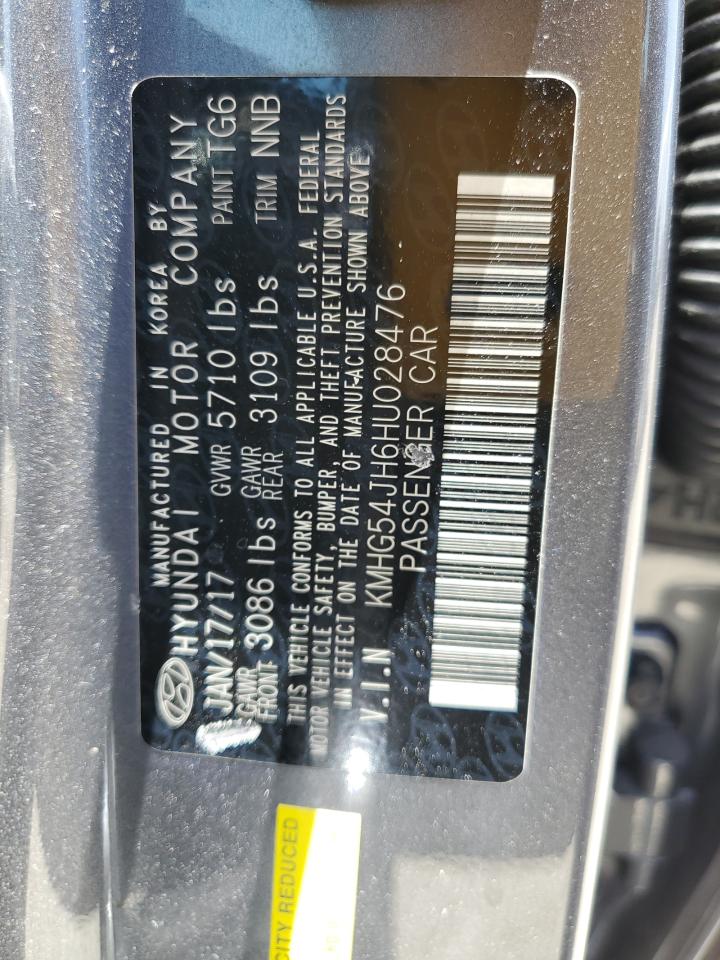 MANUFACTURED IN KOREA BY
HYUNDAI MOTOR COMPANY
JAN/17/17 GVWR 5710 lbs PAINT TG6
GAWR FRONT 3086 lbs GAWR REAR 3109 lbs TRIM NNB
THIS VEHICLE CONFORMS TO ALL APPLICABLE U.S.A. FEDERAL
MOTOR VEHICLE SAFETY, BUMPER, AND THEFT PREVENTION STANDARDS
IN EFFECT ON THE DATE OF MANUFACTURE SHOWN ABOVE
V.I.N KMHG54JH6HU028476
PASSENGER CAR
CITY REDUCED